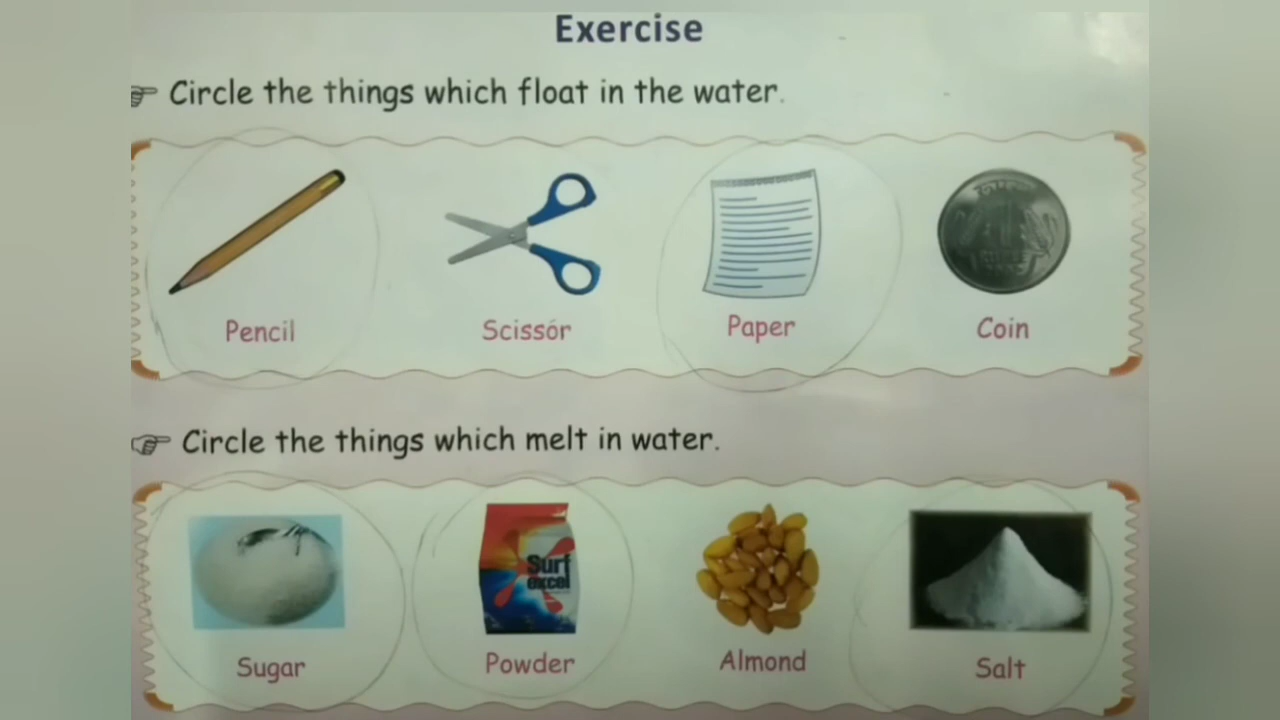 Exercise
Circle the things which float in the water.
Pencil Scissor Paper Coin
Circle the things which melt in water.
Surf
excel
Sugar Powder Almond Salt